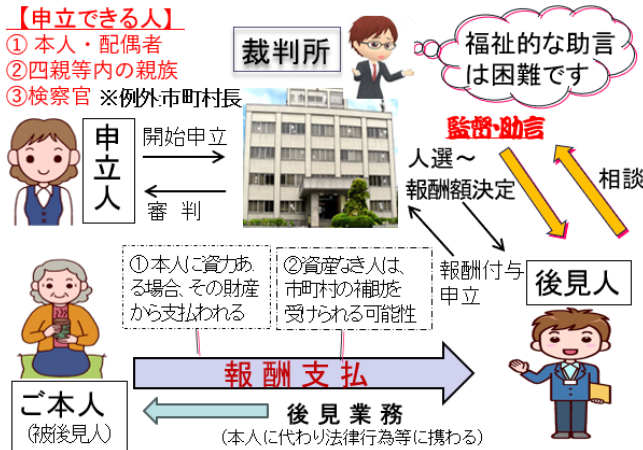 【申立できる人】
① 本人・配偶者
②四親等内の親族
③検察官 ※例外市町村長
裁判所
福祉的な助言
は困難です
監督・助言
申立人
開始申立
審 判
人選～
報酬額決定
相談
報酬付与
申立
後見人
①本人に資力あ
る場合、その財産
から支払われる
②資産なき人は、
市町村の補助を
受けられる可能性
報 酬 支 払
ご本人
(被後見人)
後 見 業 務
(本人に代わり法律行為等に携わる)